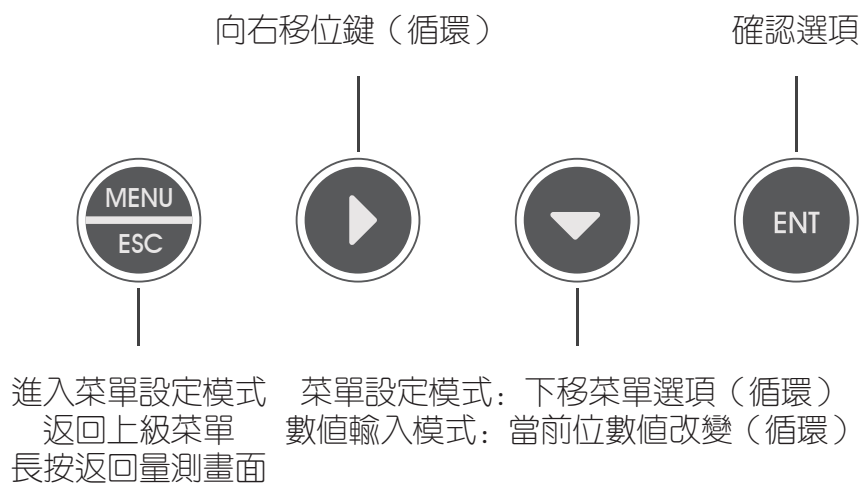 向右移位鍵（循環）
確認選項
MENU
ESC
ENT
進入菜單設定模式
返回上級菜單
長按返回量測畫面
菜單設定模式：下移菜單選項（循環）
數值輸入模式：當前位數值改變（循環）